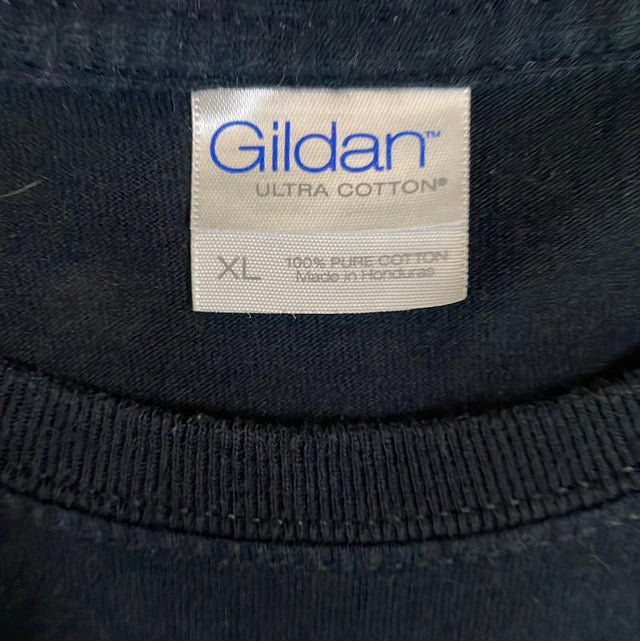 Gildan™
ULTRA COTTON®
XL
100% PURE COTTON
Made in Honduras